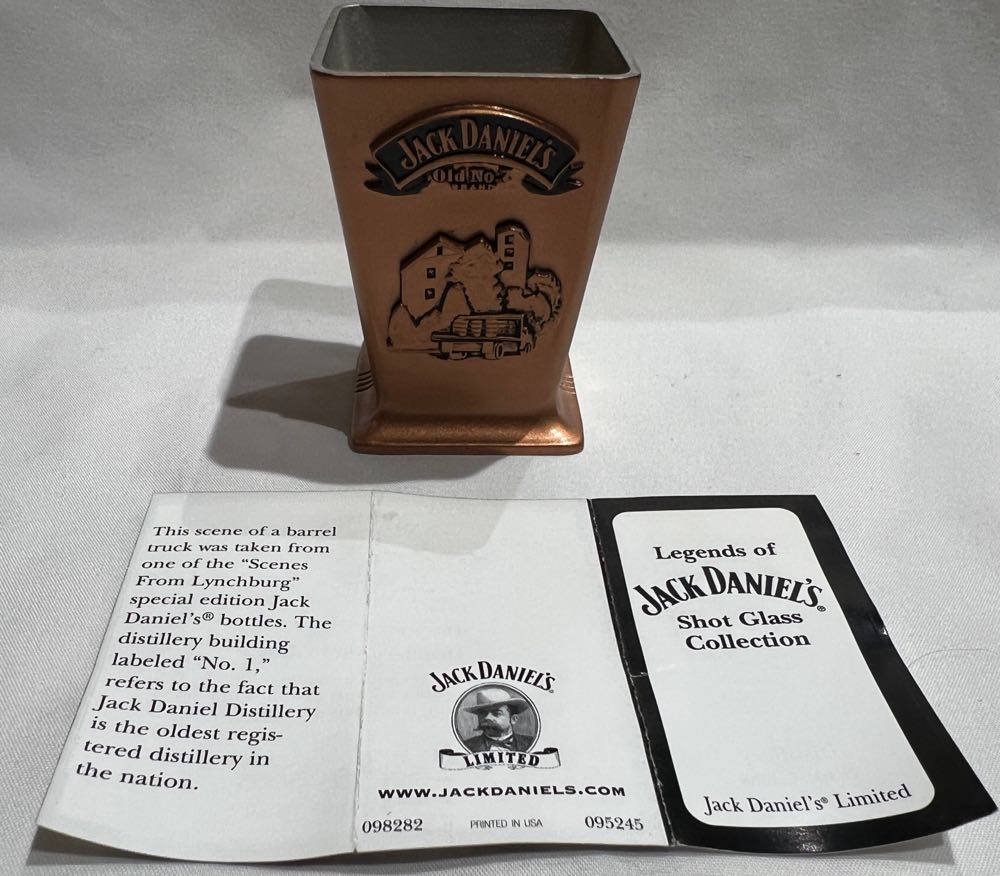 JACK DANIEL'S
Old No. 7
BRAND
This scene of a barrel
truck was taken from
one of the “Scenes
From Lynchburg”
special edition Jack
Daniel's® bottles. The
distillery building
labeled “No. 1,”
refers to the fact that
Jack Daniel Distillery
is the oldest regis-
tered distillery in
the nation.
JACK DANIEL'S®
LIMITED
WWW.JACKDANIELS.COM
098282 PRINTED IN USA 095245
Legends of
JACK DANIEL'S®
Shot Glass
Collection
Jack Daniel's® Limited